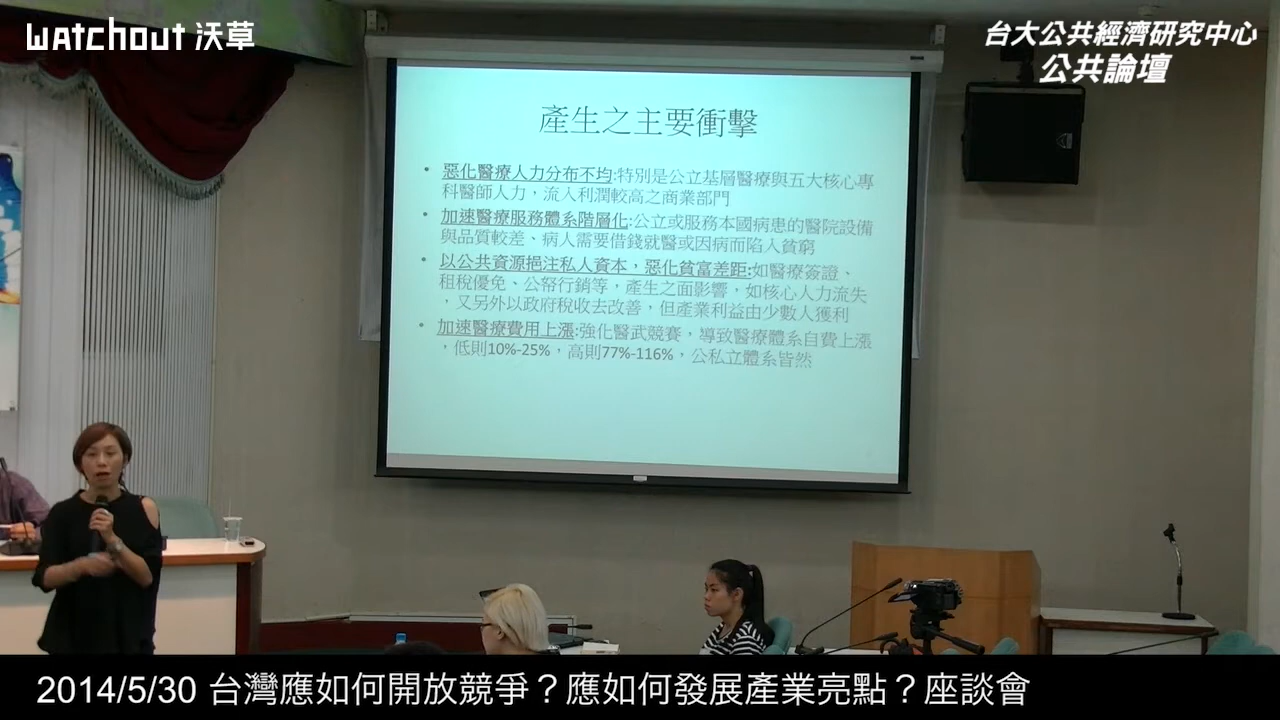 watchout 沃草
台大公共經濟研究中心
公共論壇
產生之主要衝擊
• 惡化醫療人力分布不均:特別是公立基層醫療與五大核心專
科醫師人力，流入利潤較高之商業部門
• 加速醫療服務體系階層化:公立或服務本國病患的醫院設備
與品質較差、病人需要借錢就醫或因病而陷入貧窮
• 以公共資源挹注私人資本，惡化貧富差距:如醫療簽證、
租稅優免、公帑行銷等，產生之面影響，如核心人力流失
，又另外以政府稅收去改善，但產業利益由少數人獲利
• 加速醫療費用上漲:強化醫武競賽，導致醫療體系自費上漲
，低則10%-25%，高則77%-116%，公私立體系皆然
2014/5/30 台灣應如何開放競爭？應如何發展產業亮點？座談會